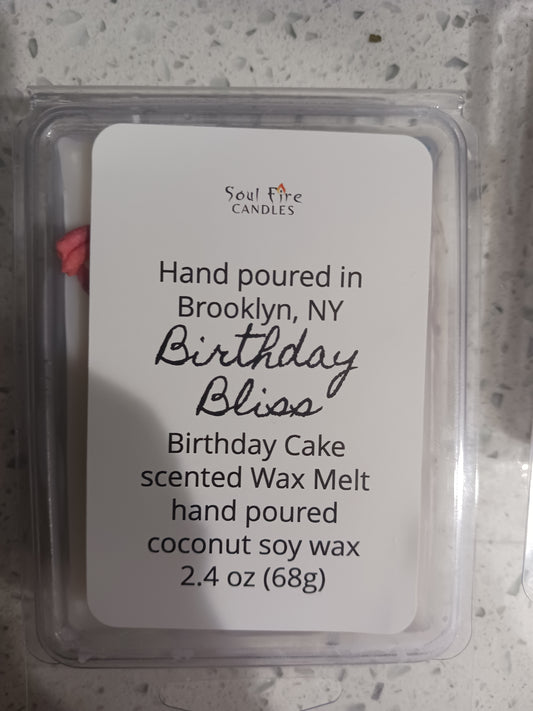 Soul Fire
CANDLES
Hand poured in
Brooklyn, NY
Birthday
Bliss
Birthday Cake
scented Wax Melt
hand poured
coconut soy wax
2.4 oz (68g)